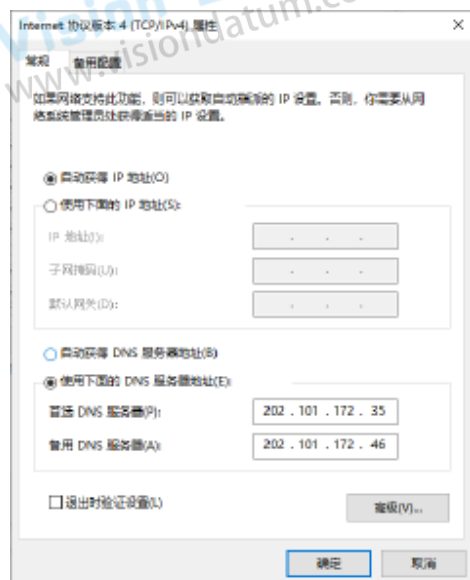 Internet 协议版本 4 (TCP/IPv4) 属性
常规 备用配置
如果网络支持此功能，则可以获取自动指派的 IP 设置。否则，你需要从网
络系统管理员处获得适当的 IP 设置。
自动获得 IP 地址(O)
使用下面的 IP 地址(S):
IP 地址(I):
子网掩码(U):
默认网关(D):
自动获得 DNS 服务器地址(B)
使用下面的 DNS 服务器地址(E):
首选 DNS 服务器(P): 202 . 101 . 172 . 35
备用 DNS 服务器(A): 202 . 101 . 172 . 46
退出时验证设置(L)
高级(V)...
确定 取消
Vision
www.visiondatum.com